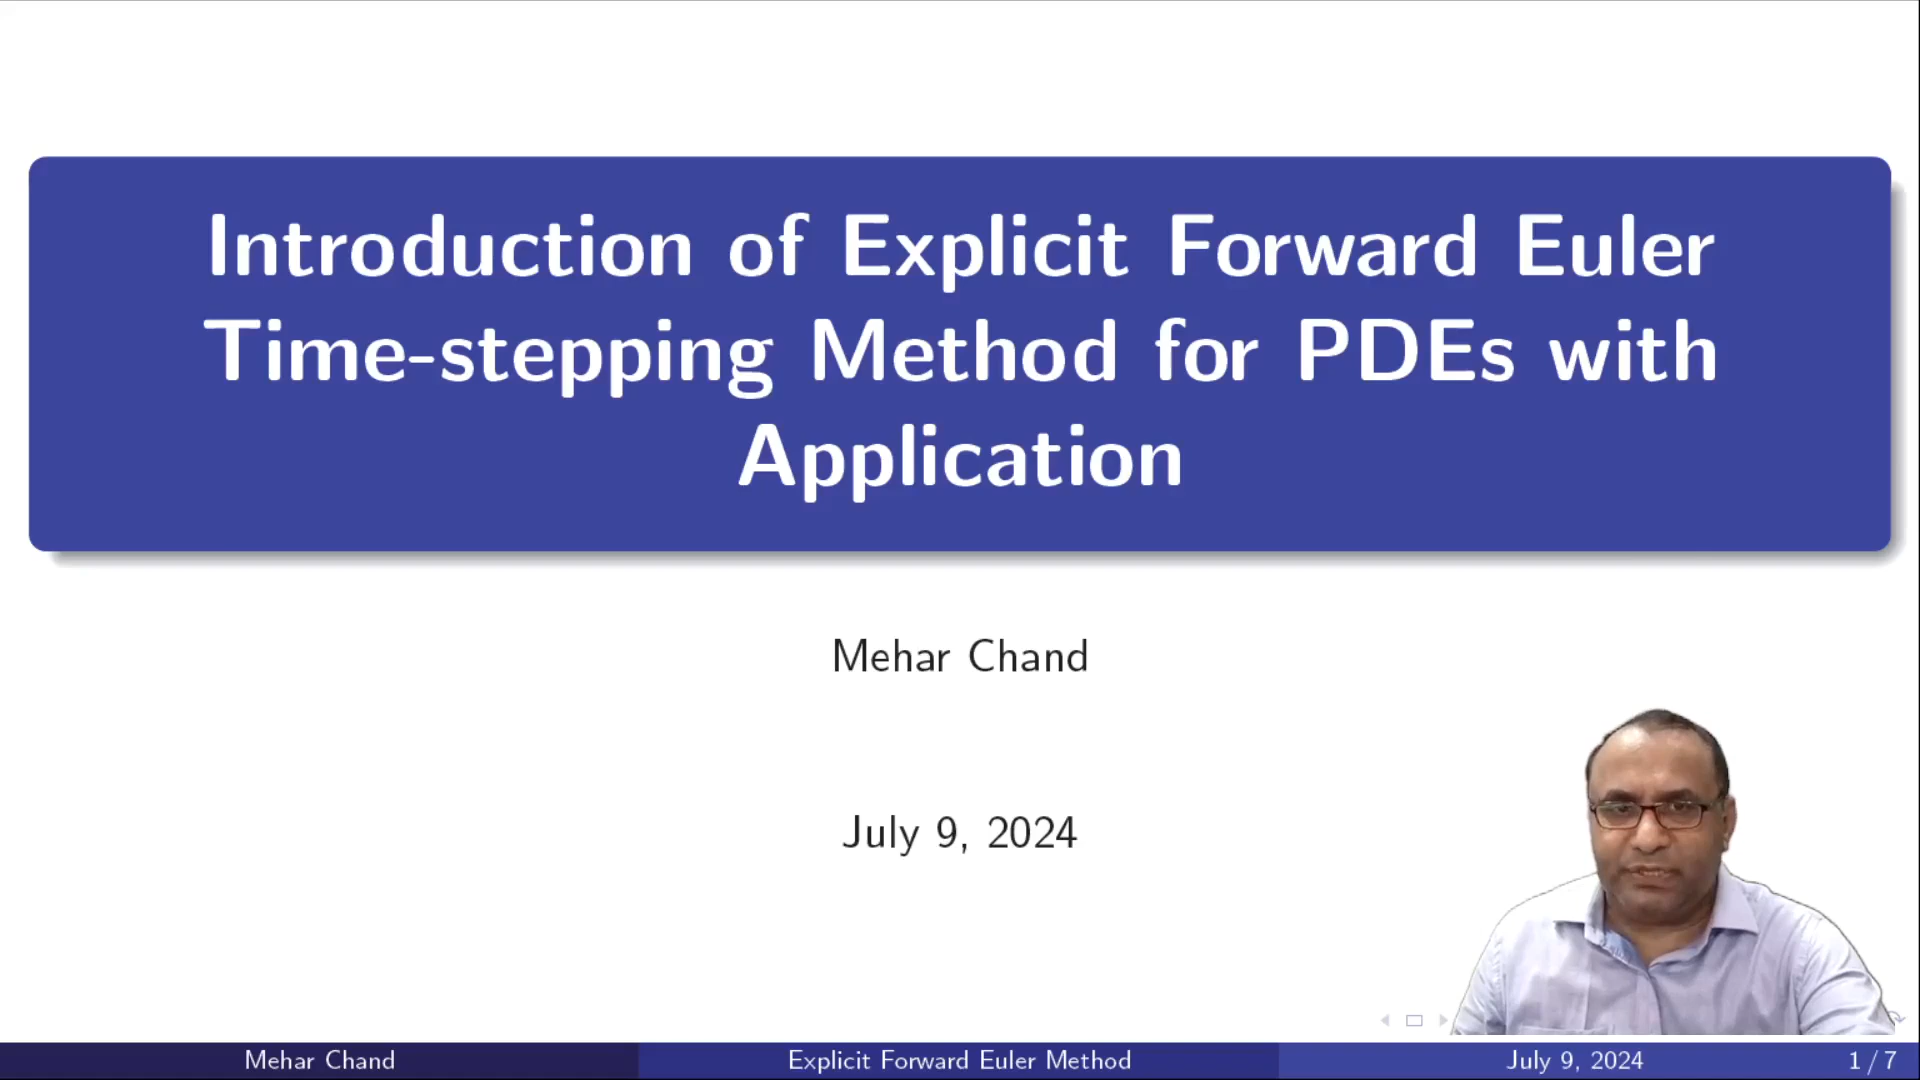 Introduction of Explicit Forward Euler
Time-stepping Method for PDEs with
Application
Mehar Chand
July 9, 2024
Mehar Chand
Explicit Forward Euler Method
July 9, 2024
1 / 7